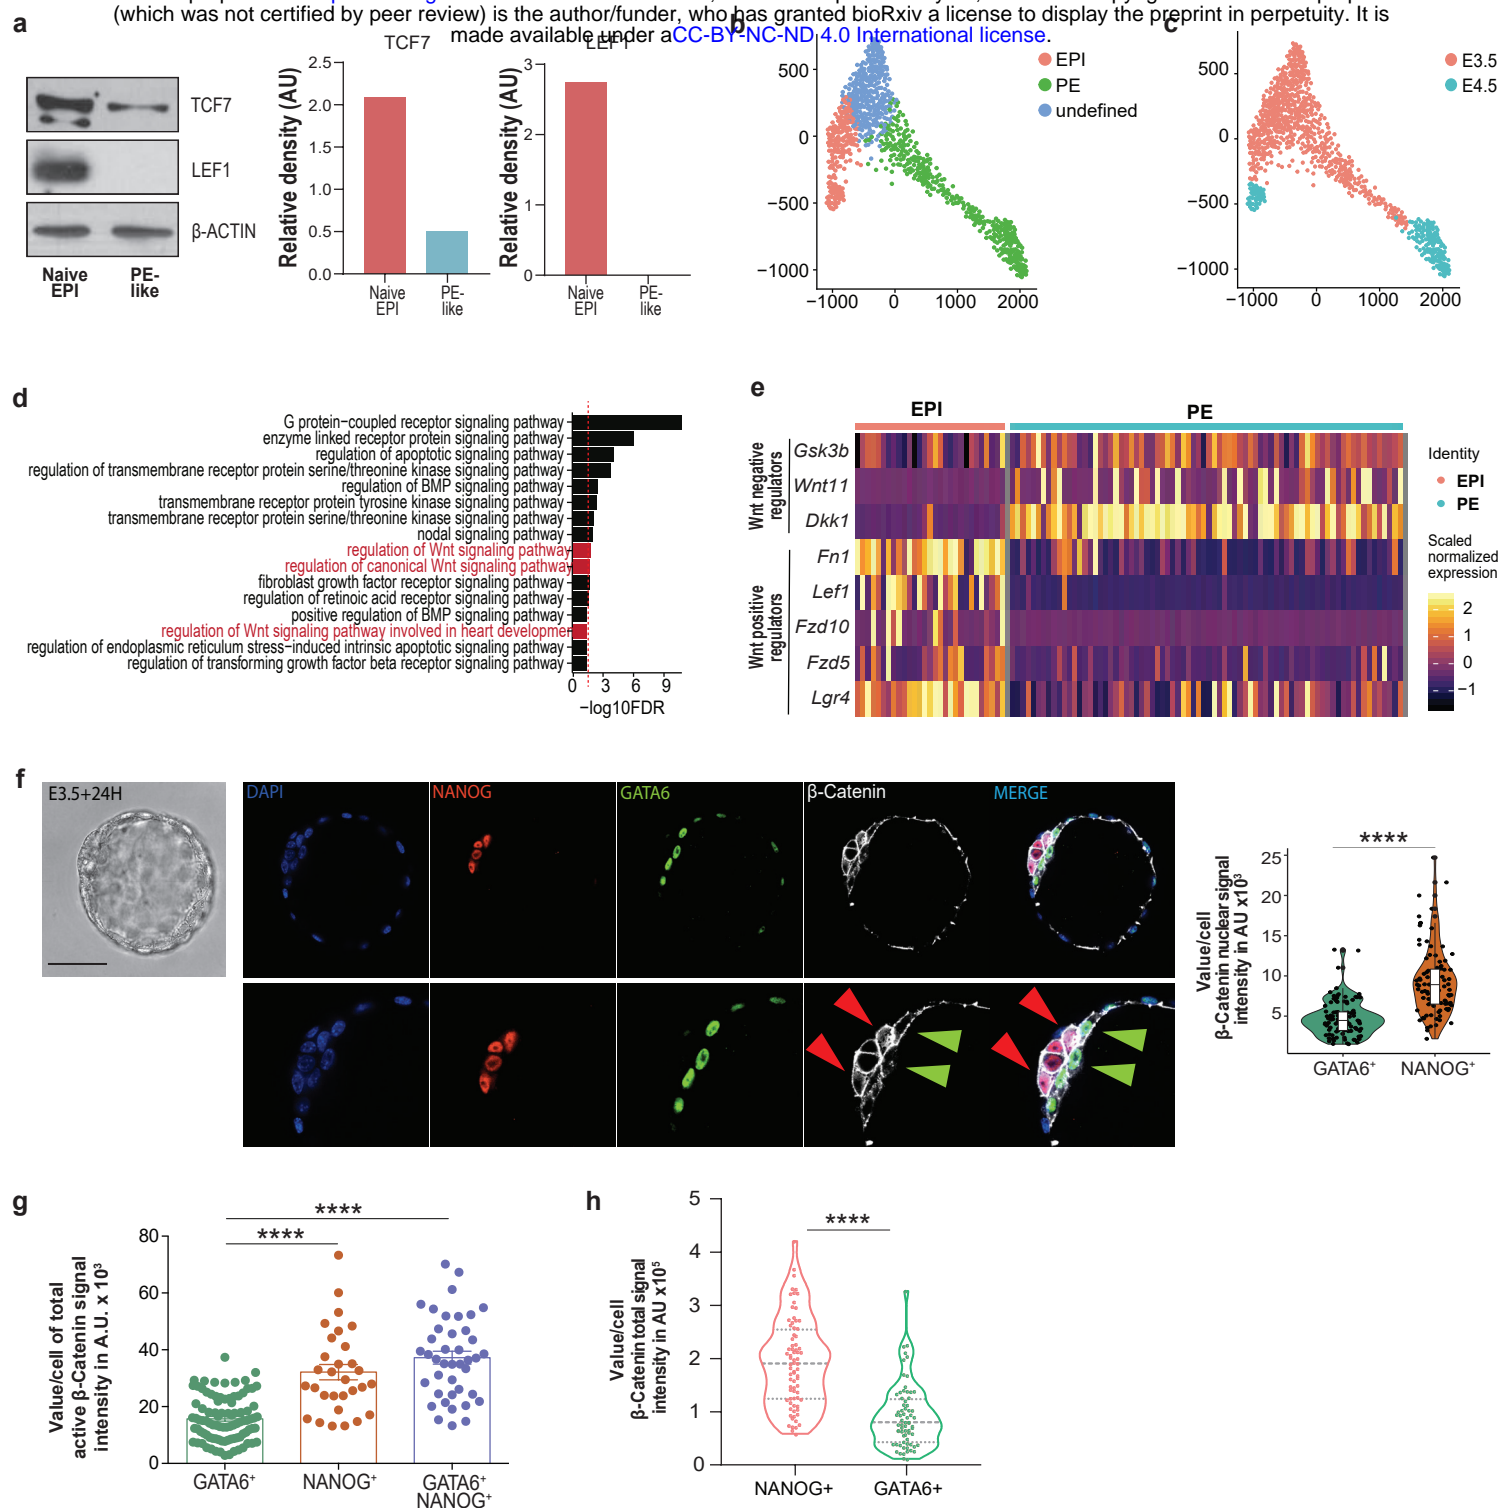 (which was not certified by peer review) is the author/funder, who has granted bioRxiv a license to display the preprint in perpetuity. It is
made available under aCC-BY-NC-ND 4.0 International license.
a
TCF7
LEF1
β-ACTIN
Naive
EPI
PE-
like
TCF7
Relative density (AU)
2.5
2.0
1.5
1.0
0.5
0.0
Naive
EPI
PE-
like
LEF1
Relative density (AU)
3
2
1
0
Naive
EPI
PE-
like
b
500
0
−500
−1000
−1000
0
1000
2000
EPI
PE
undefined
c
500
0
−500
−1000
−1000
0
1000
2000
E3.5
E4.5
d
G protein−coupled receptor signaling pathway
enzyme linked receptor protein signaling pathway
regulation of apoptotic signaling pathway
regulation of transmembrane receptor protein serine/threonine kinase signaling pathway
regulation of BMP signaling pathway
transmembrane receptor protein tyrosine kinase signaling pathway
transmembrane receptor protein serine/threonine kinase signaling pathway
nodal signaling pathway
regulation of Wnt signaling pathway
regulation of canonical Wnt signaling pathway
fibroblast growth factor receptor signaling pathway
regulation of retinoic acid receptor signaling pathway
positive regulation of BMP signaling pathway
regulation of Wnt signaling pathway involved in heart developmer
regulation of endoplasmic reticulum stress−induced intrinsic apoptotic signaling pathway
regulation of transforming growth factor beta receptor signaling pathway
0 3 6 9
−log10FDR
e
EPI
PE
Wnt negative
regulators
Gsk3b
Wnt11
Dkk1
Wnt positive
regulators
Fn1
Lef1
Fzd10
Fzd5
Lgr4
Identity
EPI
PE
Scaled
normalized
expression
2
1
0
−1
f
E3.5+24H
DAPI
NANOG
GATA6
β-Catenin
MERGE
Value/cell
β-Catenin nuclear signal
intensity in AU x10³
25
20
15
10
5
****
GATA6⁺
NANOG⁺
g
Value/cell of total
active β-Catenin signal
intensity in A.U. x 10³
80
60
40
20
0
****
****
GATA6⁺
NANOG⁺
GATA6⁺
NANOG⁺
h
Value/cell
β-Catenin total signal
intensity in AU x10⁵
5
4
3
2
1
0
****
NANOG+
GATA6+